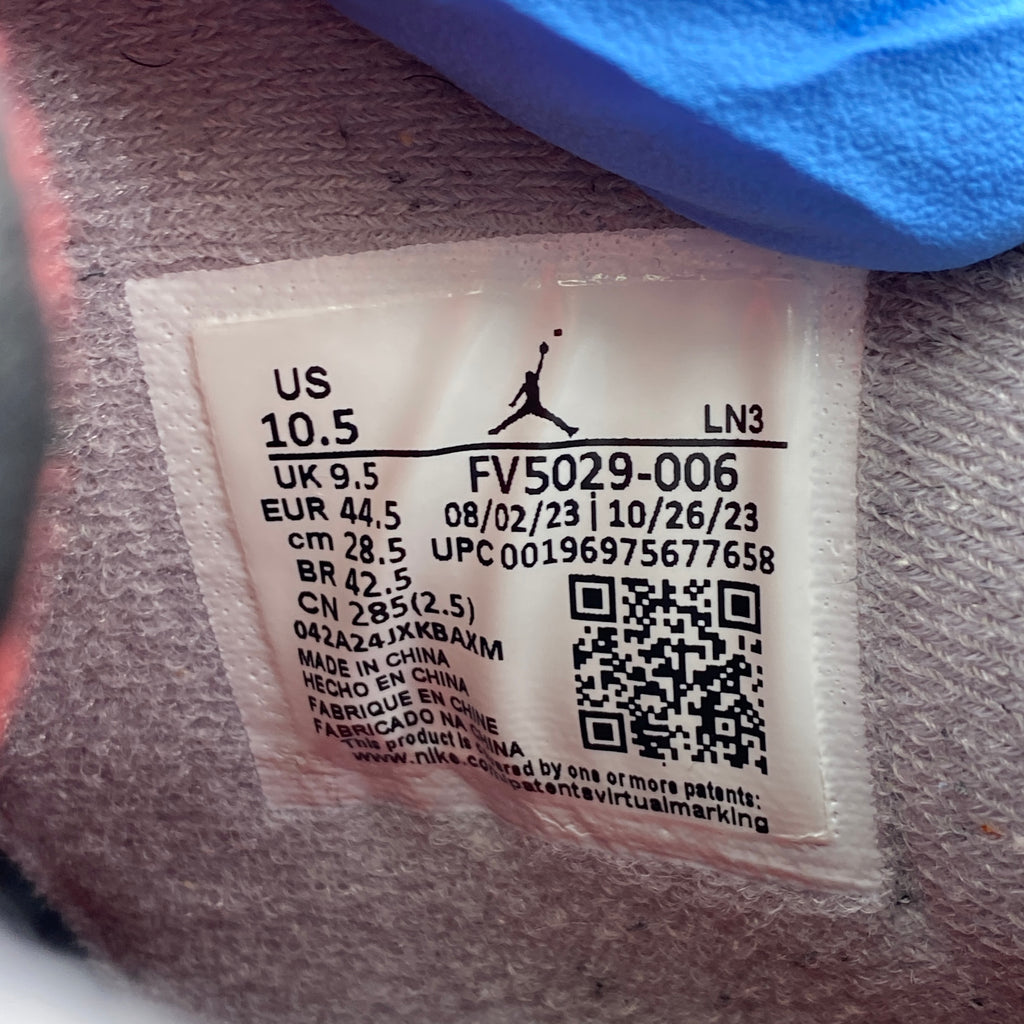 US
10.5
LN3
UK 9.5
FV5029-006
EUR 44.5
08/02/23 | 10/26/23
cm 28.5
UPC 00196975677658
BR 42.5
CN 285(2.5)
042A24JXKBAXM
MADE IN CHINA
HECHO EN CHINA
FABRIQUE EN CHINE
FABRICADO NA CHINA
This product is covered by one or more patents:
www.nike.com/patentsvirtualmarking